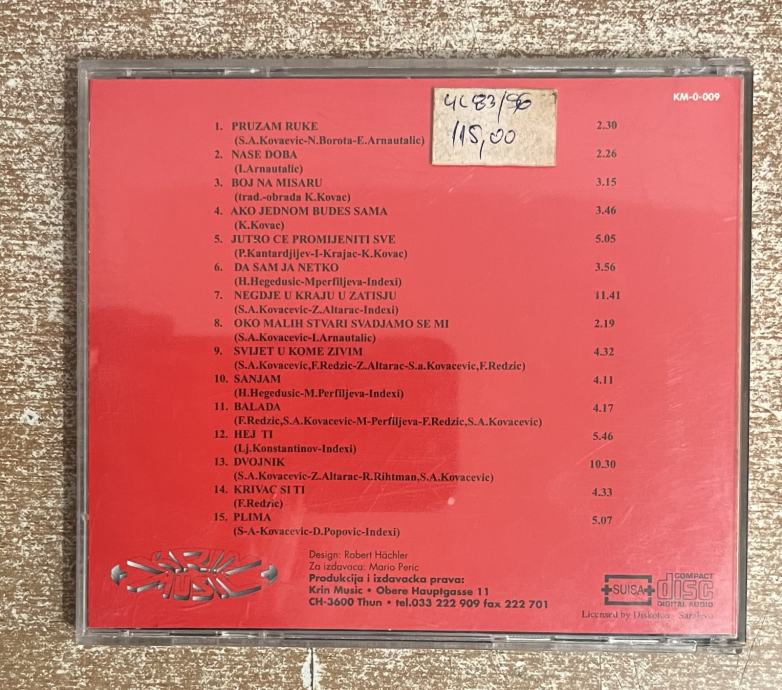 4C83/96
115,00
KM-0-009
1. PRUZAM RUKE 2.30
(S.A.Kovaevic-N.Borota-E.Arnautalic)
2. NASE DOBA 2.26
(I.Arnautalic)
3. BOJ NA MISARU 3.15
(trad.-obrada K.Kovac)
4. AKO JEDNOM BUDES SAMA 3.46
(K.Kovac)
5. JUTRO CE PROMIJENITI SVE 5.05
(P.Kantardjijev-I-Krajac-K.Kovac)
6. DA SAM JA NETKO 3.56
(H.Hegedusic-Mperfiljeva-Indexi)
7. NEGDJE U KRAJU U ZATISJU 11.41
(S.A.Kovacevic-Z.Altarac-Indexi)
8. OKO MALIH STVARI SVADJAMO SE MI 2.19
(S.A.Kovacevic-I.Arnautalic)
9. SVIJET U KOME ZIVIM 4.32
(S.A.Kovacevic,F.Redzic-Z.Altarac-S.a.Kovacevic,F.Redzic)
10. SANJAM 4.11
(H.Hegedusic-M.Perfiljeva-Indexi)
11. BALADA 4.17
(F.Redzic,S.A.Kovacevic-M-Perfiljeva-F.Redzic,S.A.Kovacevic)
12. HEJ TI 5.46
(Lj.Konstantinov-Indexi)
13. DVOJNIK 10.30
(S.A.Kovacevic-Z.Altarac-R.Rihtman,S.A.Kovacevic)
14. KRIVAC SI TI 4.33
(F.Redzic)
15. PLIMA 5.07
(S-A-Kovacevic-D.Popovic-Indexi)
KRIN
MUSIC
Design: Robert Hächler
Za izdavaca: Mario Peric
Produkcija i izdavacka prava:
Krin Music • Obere Hauptgasse 11
CH-3600 Thun • tel.033 222 909 fax 222 701
SUISA
COMPACT
disc
DIGITAL AUDIO
Licensed by Diskoton - Sarajevo